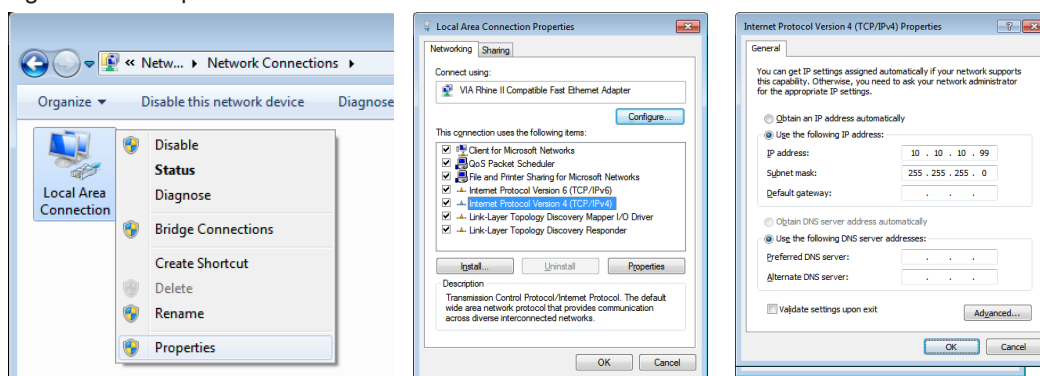 « Netw... ▸ Network Connections ▸
Organize ▼ Disable this network device Diagnose
Local Area
Connection
Disable
Status
Diagnose
Bridge Connections
Create Shortcut
Delete
Rename
Properties
Local Area Connection Properties
Networking Sharing
Connect using:
VIA Rhine II Compatible Fast Ethernet Adapter
Configure...
This connection uses the following items:
Client for Microsoft Networks
QoS Packet Scheduler
File and Printer Sharing for Microsoft Networks
Internet Protocol Version 6 (TCP/IPv6)
Internet Protocol Version 4 (TCP/IPv4)
Link-Layer Topology Discovery Mapper I/O Driver
Link-Layer Topology Discovery Responder
Install... Uninstall Properties
Description
Transmission Control Protocol/Internet Protocol. The default
wide area network protocol that provides communication
across diverse interconnected networks.
OK Cancel
Internet Protocol Version 4 (TCP/IPv4) Properties
General
You can get IP settings assigned automatically if your network supports
this capability. Otherwise, you need to ask your network administrator
for the appropriate IP settings.
Obtain an IP address automatically
Use the following IP address:
IP address: 10 . 10 . 10 . 99
Subnet mask: 255 . 255 . 255 . 0
Default gateway: . . .
Obtain DNS server address automatically
Use the following DNS server addresses:
Preferred DNS server: . . .
Alternate DNS server: . . .
Validate settings upon exit Advanced...
OK Cancel